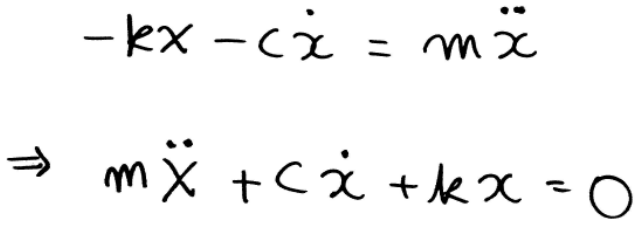 -kx - cẋ = mẍ
⇒ mẍ + cẋ + kx = 0